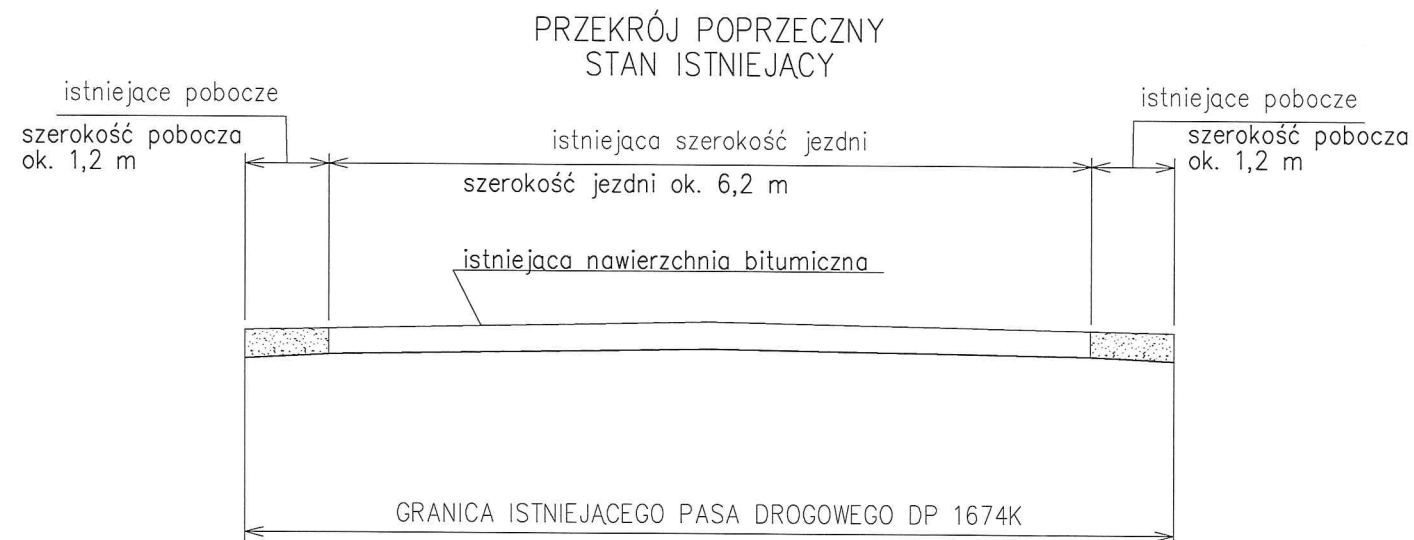 PRZEKRÓJ POPRZECZNY
STAN ISTNIEJĄCY
istniejące pobocze
szerokość pobocza
ok. 1,2 m
istniejąca szerokość jezdni
szerokość jezdni ok. 6,2 m
istniejące pobocze
szerokość pobocza
ok. 1,2 m
istniejąca nawierzchnia bitumiczna
GRANICA ISTNIEJĄCEGO PASA DROGOWEGO DP 1674K